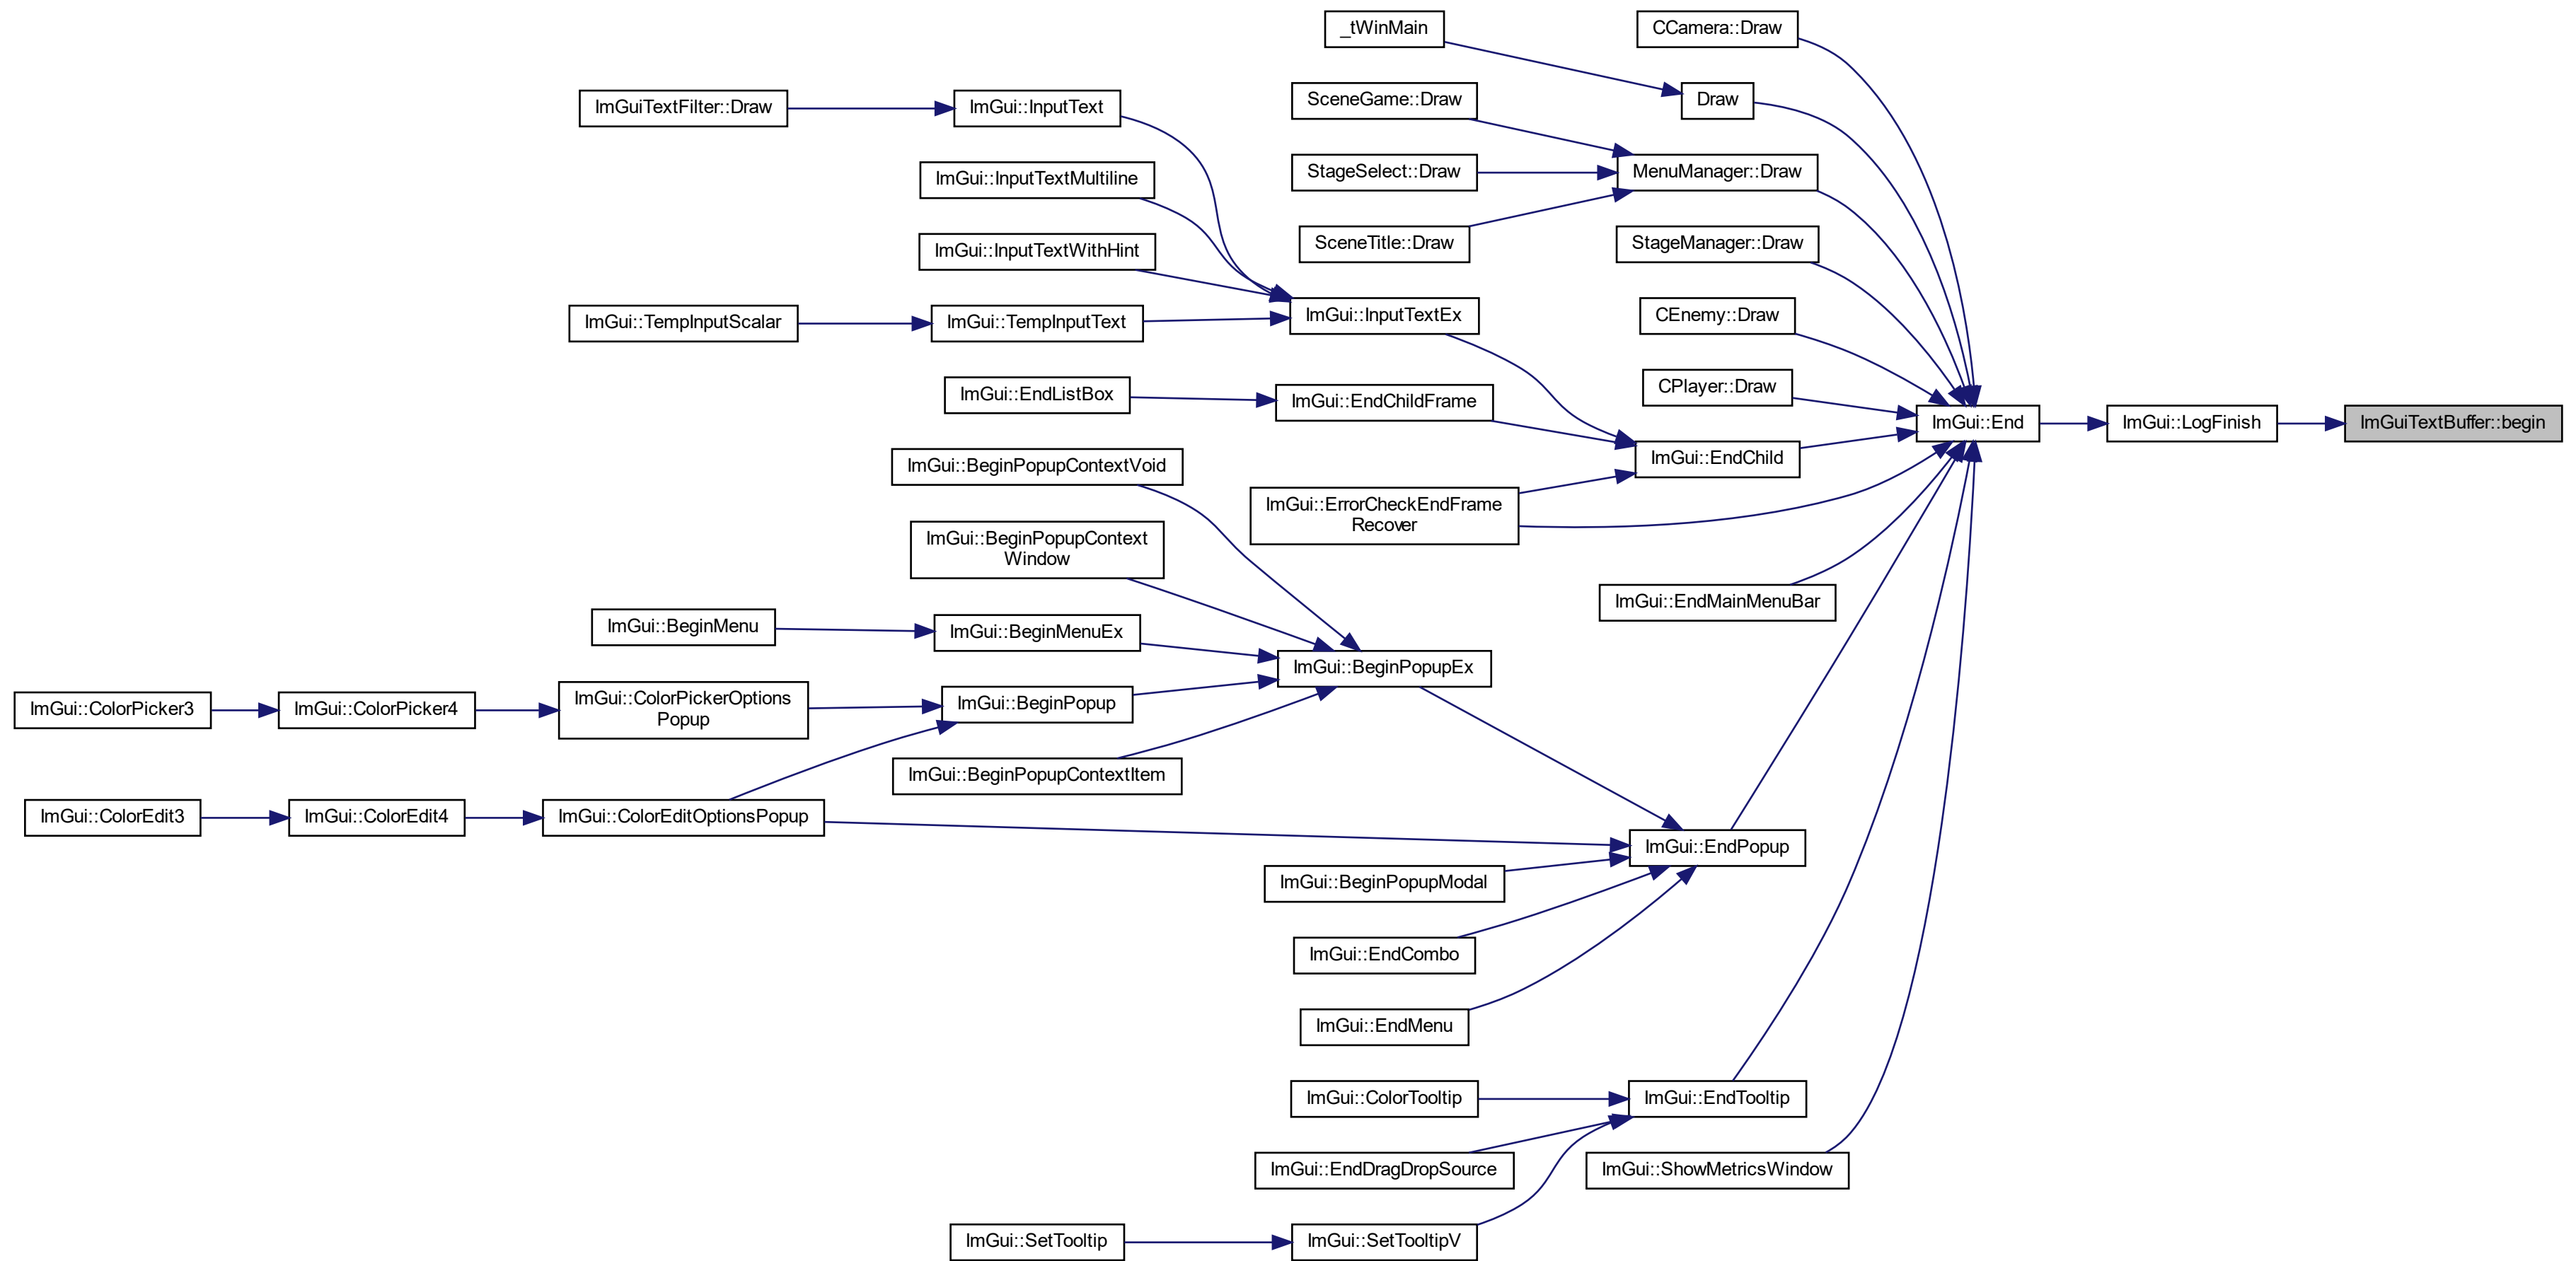 _tWinMain
CCamera::Draw
ImGuiTextFilter::Draw
ImGui::InputText
SceneGame::Draw
Draw
ImGui::InputTextMultiline
StageSelect::Draw
MenuManager::Draw
ImGui::InputTextWithHint
SceneTitle::Draw
StageManager::Draw
ImGui::TempInputScalar
ImGui::TempInputText
ImGui::InputTextEx
CEnemy::Draw
ImGui::EndListBox
ImGui::EndChildFrame
CPlayer::Draw
ImGui::End
ImGui::LogFinish
ImGuiTextBuffer::begin
ImGui::BeginPopupContextVoid
ImGui::EndChild
ImGui::ErrorCheckEndFrame
Recover
ImGui::BeginPopupContext
Window
ImGui::EndMainMenuBar
ImGui::BeginMenu
ImGui::BeginMenuEx
ImGui::BeginPopupEx
ImGui::ColorPicker3
ImGui::ColorPicker4
ImGui::ColorPickerOptions
Popup
ImGui::BeginPopup
ImGui::BeginPopupContextItem
ImGui::ColorEdit3
ImGui::ColorEdit4
ImGui::ColorEditOptionsPopup
ImGui::EndPopup
ImGui::BeginPopupModal
ImGui::EndCombo
ImGui::EndMenu
ImGui::ColorTooltip
ImGui::EndTooltip
ImGui::EndDragDropSource
ImGui::ShowMetricsWindow
ImGui::SetTooltip
ImGui::SetTooltipV